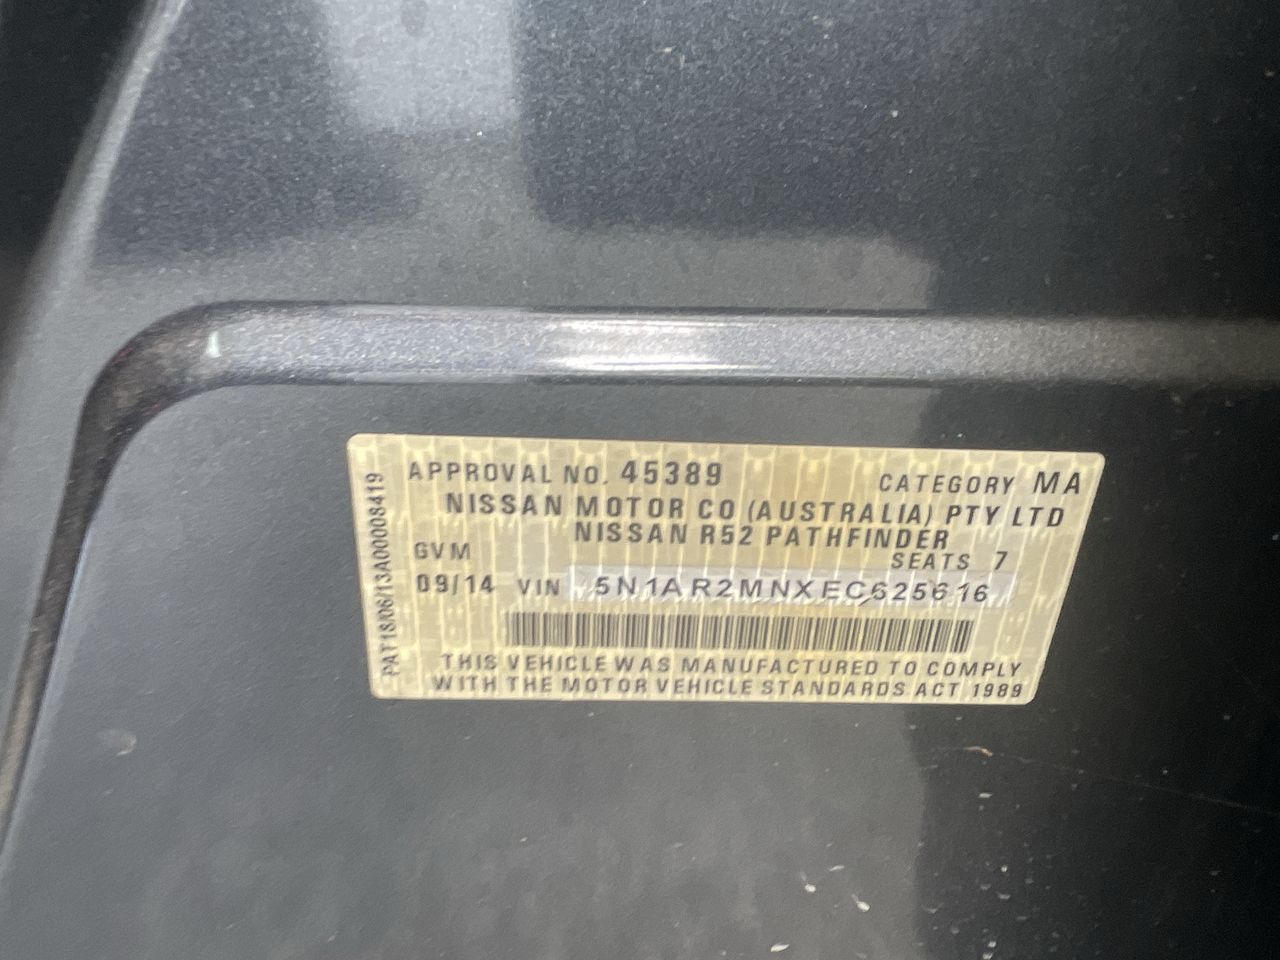 APPROVAL NO. 45389 CATEGORY MA
NISSAN MOTOR CO (AUSTRALIA) PTY LTD
NISSAN R52 PATHFINDER
GVM SEATS 7
09/14 VIN 5N1AR2MNXEC625616
THIS VEHICLE WAS MANUFACTURED TO COMPLY
WITH THE MOTOR VEHICLE STANDARDS ACT 1989
PAT18/06/13A00008419